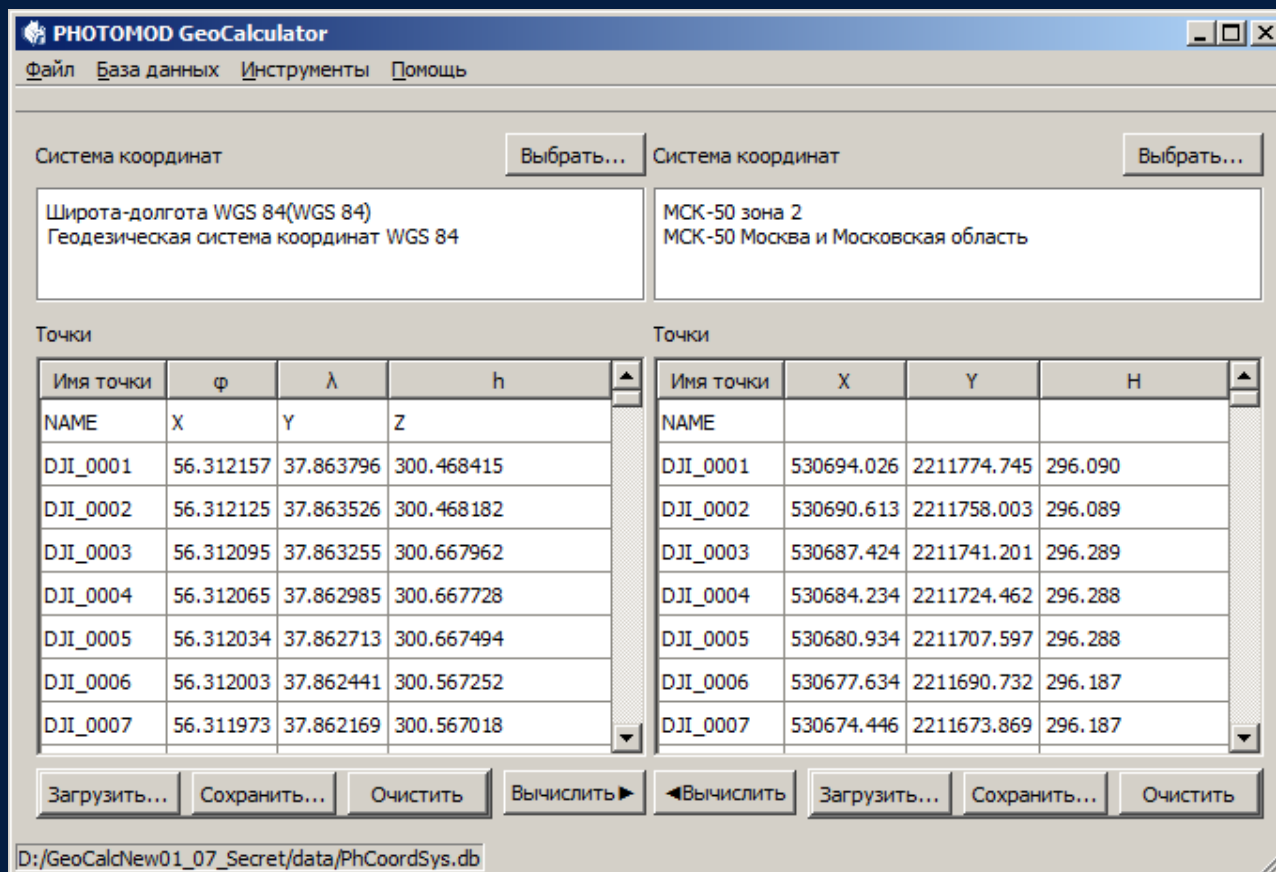 PHOTOMOD GeoCalculator
Файл База данных Инструменты Помощь
Система координат Выбрать... Система координат Выбрать...
Широта-долгота WGS 84(WGS 84) МСК-50 зона 2
Геодезическая система координат WGS 84 МСК-50 Москва и Московская область
Точки Точки
Имя точки φ λ h Имя точки X Y H
NAME X Y Z NAME
DJI_0001 56.312157 37.863796 300.468415 DJI_0001 530694.026 2211774.745 296.090
DJI_0002 56.312125 37.863526 300.468182 DJI_0002 530690.613 2211758.003 296.089
DJI_0003 56.312095 37.863255 300.667962 DJI_0003 530687.424 2211741.201 296.289
DJI_0004 56.312065 37.862985 300.667728 DJI_0004 530684.234 2211724.462 296.288
DJI_0005 56.312034 37.862713 300.667494 DJI_0005 530680.934 2211707.597 296.288
DJI_0006 56.312003 37.862441 300.567252 DJI_0006 530677.634 2211690.732 296.187
DJI_0007 56.311973 37.862169 300.567018 DJI_0007 530674.446 2211673.869 296.187
Загрузить... Сохранить... Очистить Вычислить► ◄Вычислить Загрузить... Сохранить... Очистить
D:/GeoCalcNew01_07_Secret/data/PhCoordSys.db